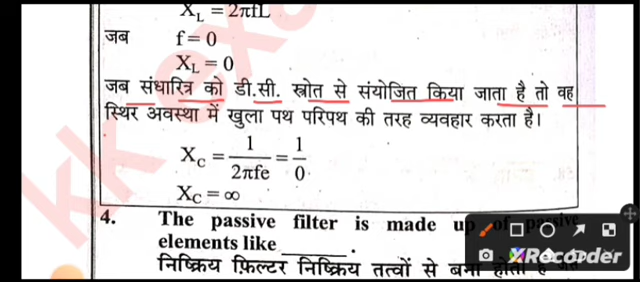 X_L = 2πfL
जब f = 0
X_L = 0
जब संधारित्र को डी.सी. स्त्रोत से संयोजित किया जाता है तो वह
स्थिर अवस्था में खुला पथ परिपथ की तरह व्यवहार करता है।
X_C = 1/2πfe = 1/0
X_C = ∞
4. The passive filter is made up of passive
elements like ______.
निष्क्रिय फ़िल्टर निष्क्रिय तत्वों से बना होता है
XRecorder